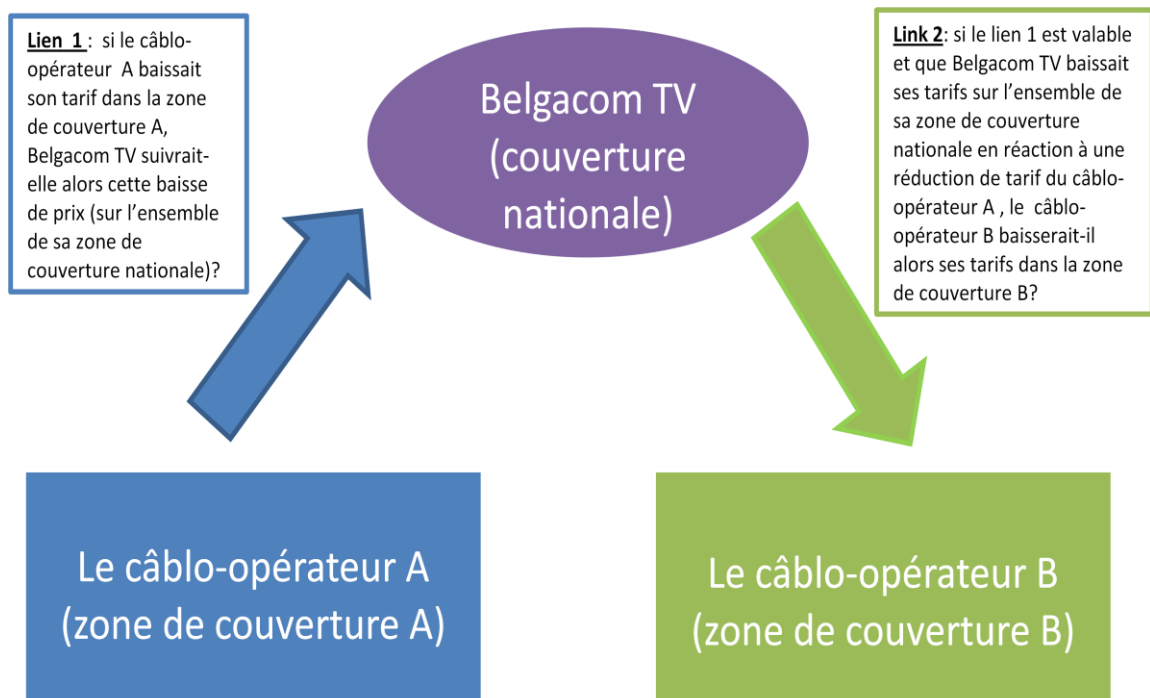 Lien 1 : si le câblo-
opérateur A baissait
son tarif dans la zone
de couverture A,
Belgacom TV suivrait-
elle alors cette baisse
de prix (sur l’ensemble
de sa zone de
couverture nationale)?
Belgacom TV
(couverture
nationale)
Link 2: si le lien 1 est valable
et que Belgacom TV baissait
ses tarifs sur l’ensemble de
sa zone de couverture
nationale en réaction à une
réduction de tarif du câblo-
opérateur A , le câblo-
opérateur B baisserait-il
alors ses tarifs dans la zone
de couverture B?
Le câblo-opérateur A
(zone de couverture A)
Le câblo-opérateur B
(zone de couverture B)